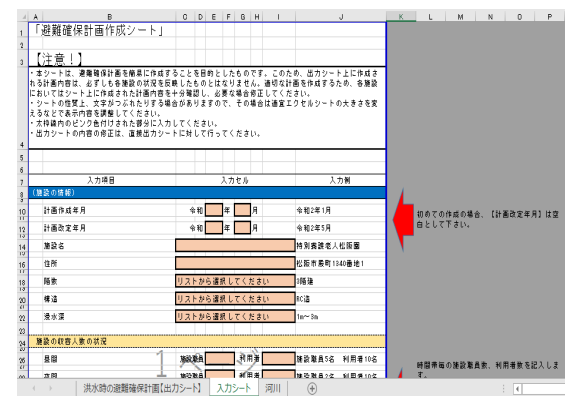 A B C D E F G H I J K L M N O P
1 「避難確保計画作成シート」
2
3 【注意！】
・本シートは、避難確保計画を簡易に作成することを目的としたものです。このため、出力シート上に作成さ
れる計画内容は、必ずしも各施設の状況を反映したものとはなりません。適切な計画を作成するため、各施設
においてはシート上に作成された計画内容を十分確認し、必要な場合修正してください。
・シートの性質上、文字がつぶれたりする場合がありますので、その場合は適宜エクセルシートの大きさを変
えるなどで表示内容を調整してください。
・太枠線内のピンク色付けされた部分に入力してください。
・出力シートの内容の修正は、直接出力シートに対して行ってください。
4
5
6
7 入力項目 入力セル 入力例
8 (施設の情報)
10 計画作成年月 令和 年 月 令和2年1月
12 計画改定年月 令和 年 月 令和2年5月
初めての作成の場合、【計画改定年月】は空
白として下さい。
14 施設名 特別養護老人松阪園
16 住所 松阪市殿町1340番地1
18 階数 リストから選択してください 3階建
20 構造 リストから選択してください RC造
22 浸水深 リストから選択してください 1m～3m
23
24 施設の収容人数の状況
26 昼間 施設職員 利用者 施設職員5名 利用者10名
時間帯毎の施設職員数、利用者数を記入しま
す。
夜間 施設職員 利用者 施設職員2名 利用者10名
洪水時の避難確保計画【出力シート】 入力シート 河川